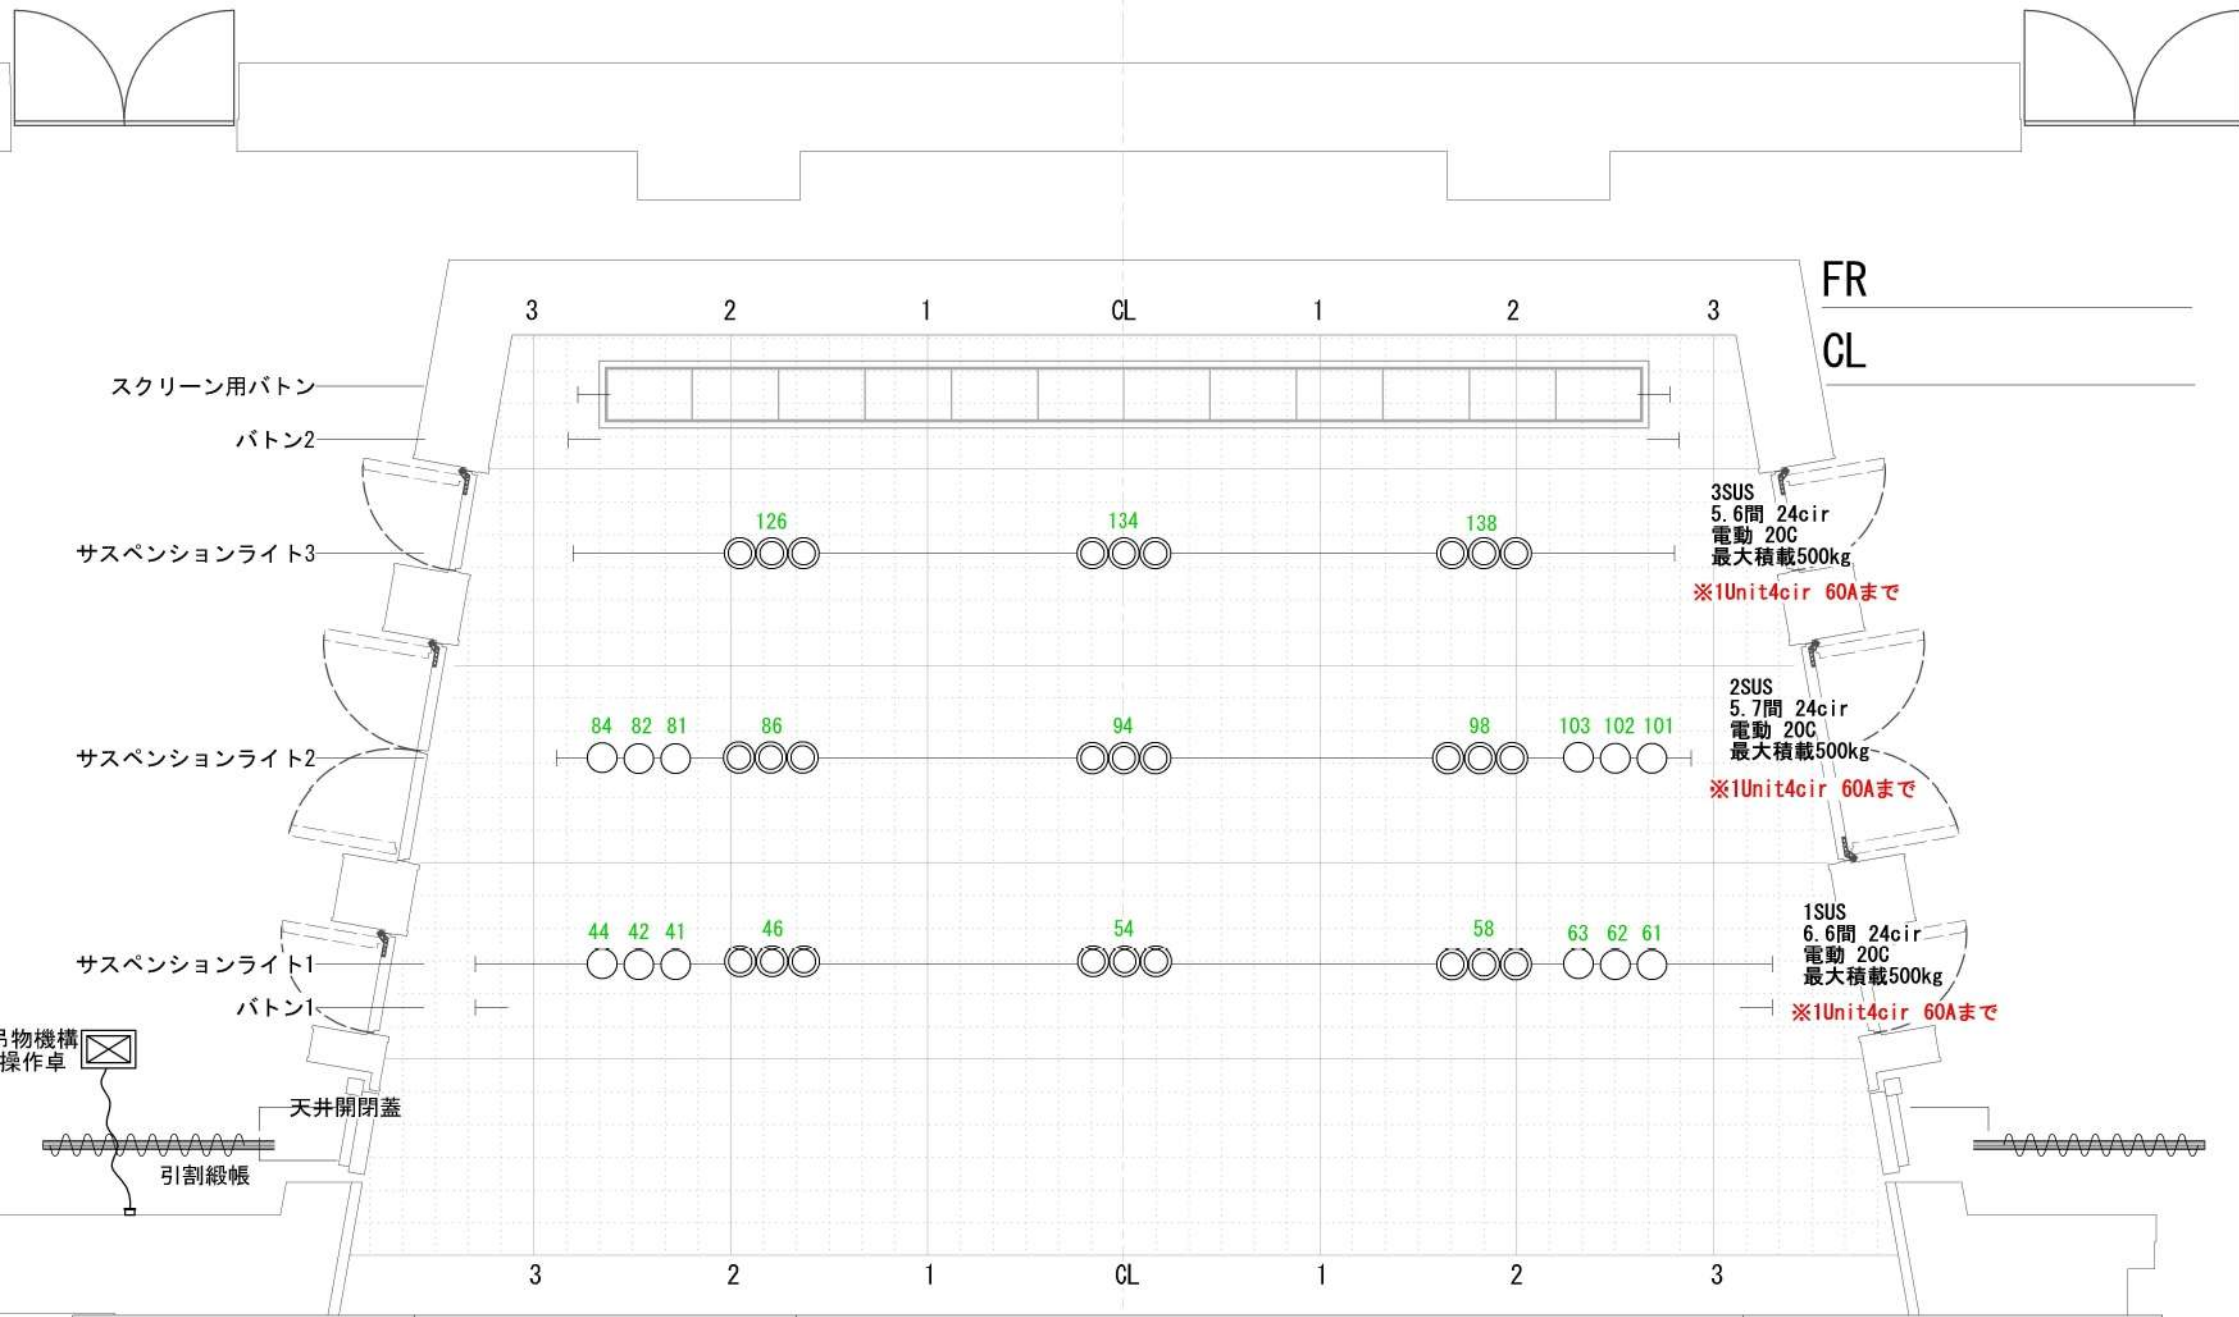 FR
CL
3 2 1 CL 1 2 3
スクリーン用バトン
バトン2
サスペンションライト3
126 134 138
3SUS
5.6間 24cir
電動 20C
最大積載500kg
※1Unit4cir 60Aまで
サスペンションライト2
84 82 81 86 94 98 103 102 101
2SUS
5.7間 24cir
電動 20C
最大積載500kg
※1Unit4cir 60Aまで
サスペンションライト1
44 42 41 46 54 58 63 62 61
1SUS
6.6間 24cir
電動 20C
最大積載500kg
※1Unit4cir 60Aまで
バトン1
吊物機構
操作卓
天井開閉蓋
引割緞帳
3 2 1 CL 1 2 3